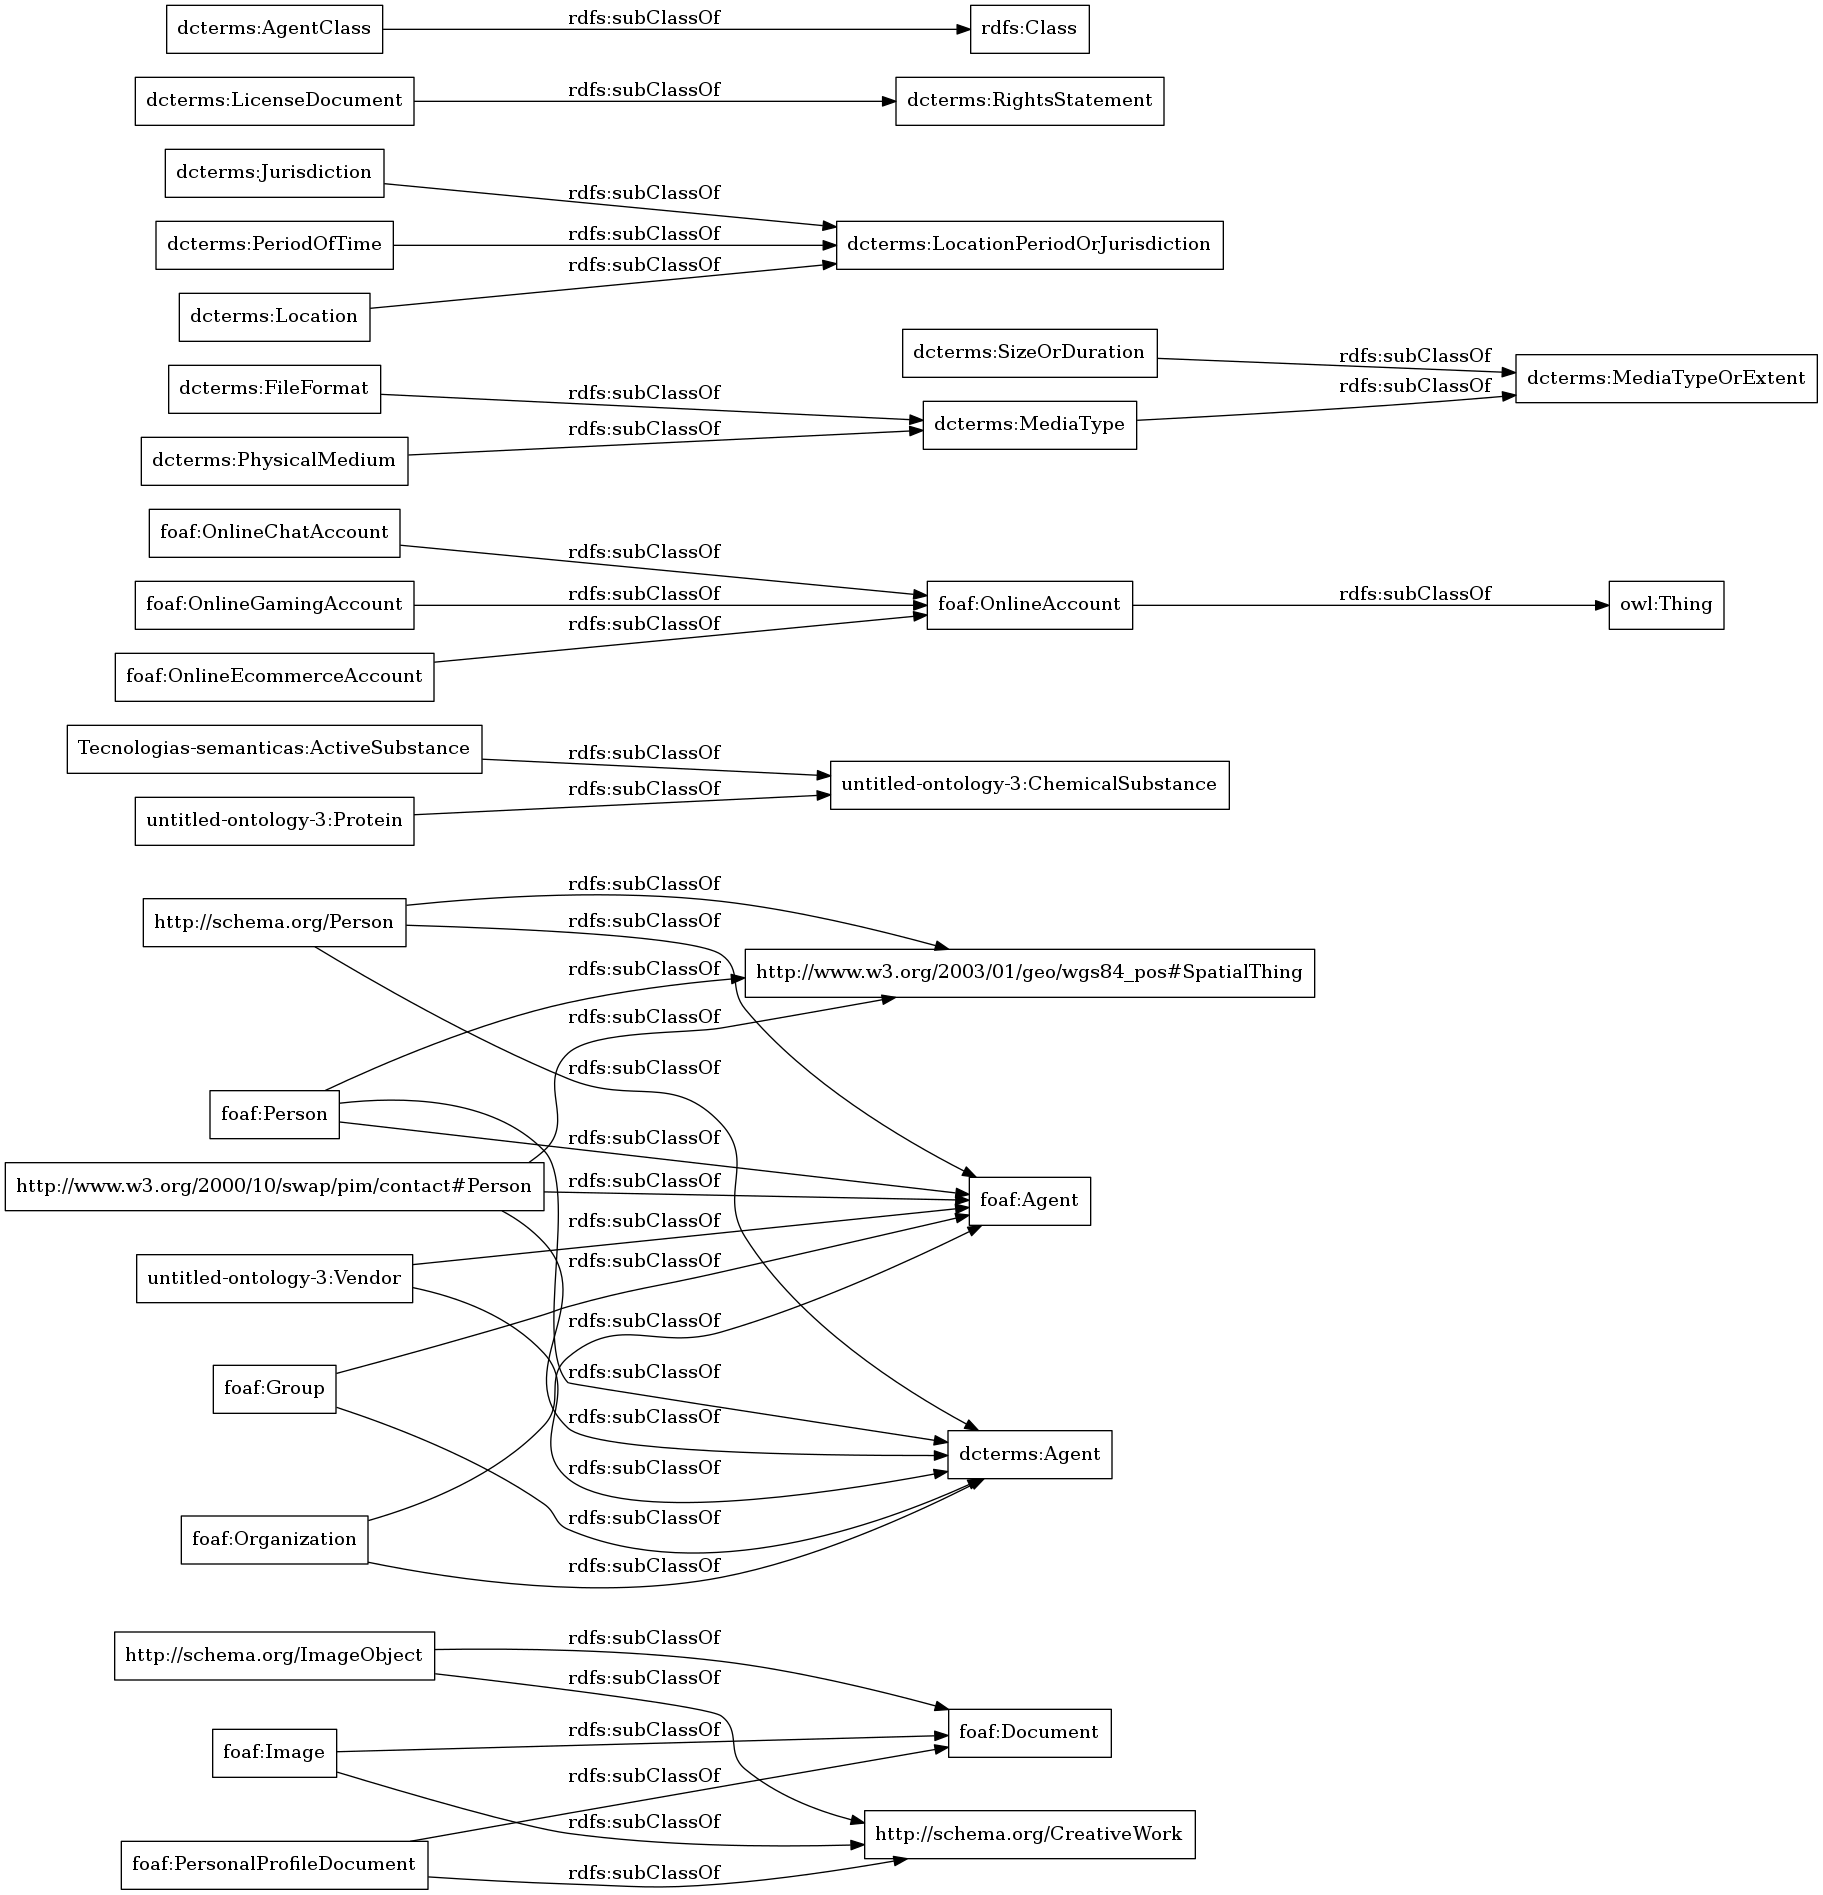 dcterms:AgentClass
rdfs:subClassOf
rdfs:Class
dcterms:LicenseDocument
rdfs:subClassOf
dcterms:RightsStatement
dcterms:Jurisdiction
rdfs:subClassOf
dcterms:PeriodOfTime
rdfs:subClassOf
dcterms:LocationPeriodOrJurisdiction
dcterms:Location
rdfs:subClassOf
dcterms:SizeOrDuration
rdfs:subClassOf
dcterms:MediaTypeOrExtent
dcterms:FileFormat
rdfs:subClassOf
rdfs:subClassOf
dcterms:MediaType
dcterms:PhysicalMedium
rdfs:subClassOf
foaf:OnlineChatAccount
rdfs:subClassOf
foaf:OnlineGamingAccount
rdfs:subClassOf
foaf:OnlineAccount
rdfs:subClassOf
owl:Thing
foaf:OnlineEcommerceAccount
rdfs:subClassOf
Tecnologias-semanticas:ActiveSubstance
rdfs:subClassOf
untitled-ontology-3:ChemicalSubstance
untitled-ontology-3:Protein
rdfs:subClassOf
http://schema.org/Person
rdfs:subClassOf
rdfs:subClassOf
rdfs:subClassOf
http://www.w3.org/2003/01/geo/wgs84_pos#SpatialThing
rdfs:subClassOf
rdfs:subClassOf
foaf:Person
rdfs:subClassOf
http://www.w3.org/2000/10/swap/pim/contact#Person
rdfs:subClassOf
foaf:Agent
rdfs:subClassOf
untitled-ontology-3:Vendor
rdfs:subClassOf
rdfs:subClassOf
foaf:Group
rdfs:subClassOf
rdfs:subClassOf
dcterms:Agent
rdfs:subClassOf
rdfs:subClassOf
foaf:Organization
rdfs:subClassOf
http://schema.org/ImageObject
rdfs:subClassOf
rdfs:subClassOf
foaf:Image
rdfs:subClassOf
foaf:Document
rdfs:subClassOf
rdfs:subClassOf
http://schema.org/CreativeWork
foaf:PersonalProfileDocument
rdfs:subClassOf